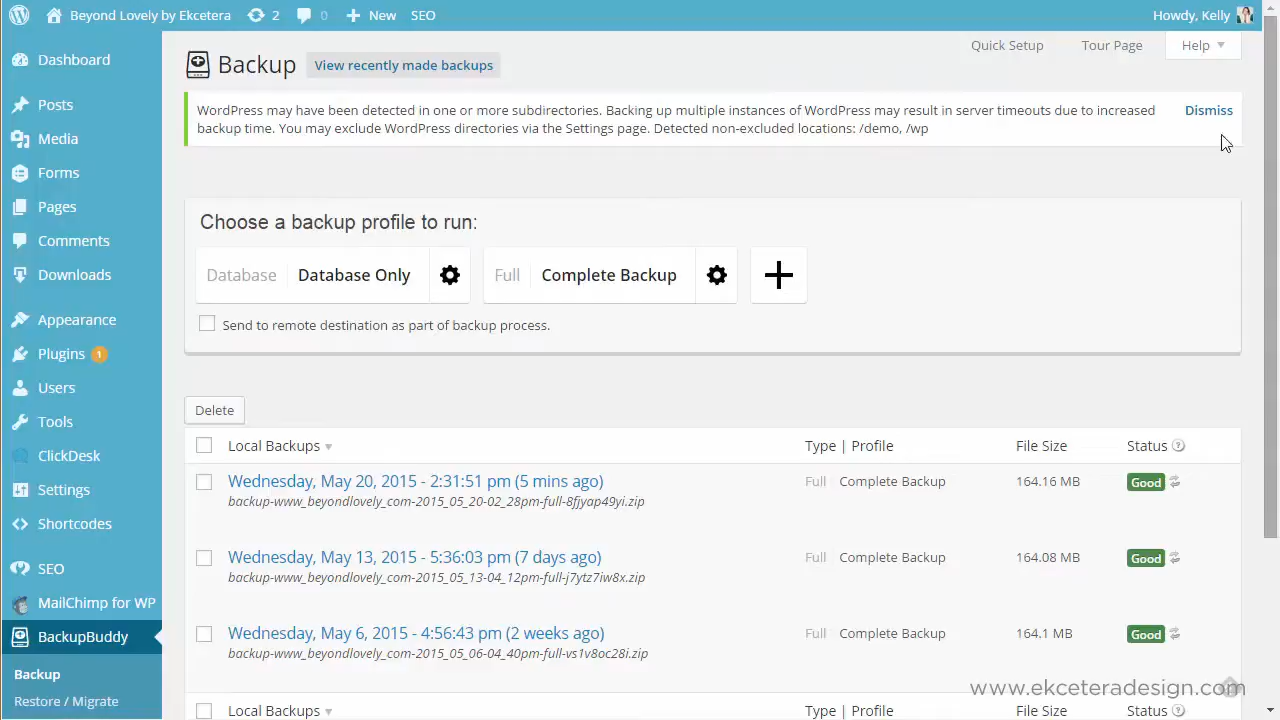 Beyond Lovely by Ekcetera 2 0 New SEO Howdy, Kelly
Dashboard
Posts
Media
Forms
Pages
Comments
Downloads
Appearance
Plugins 1
Users
Tools
ClickDesk
Settings
Shortcodes
SEO
MailChimp for WP
BackupBuddy
Backup
Restore / Migrate
Quick Setup Tour Page Help
Backup View recently made backups
WordPress may have been detected in one or more subdirectories. Backing up multiple instances of WordPress may result in server timeouts due to increased Dismiss
backup time. You may exclude WordPress directories via the Settings page. Detected non-excluded locations: /demo, /wp
Choose a backup profile to run:
Database Database Only Full Complete Backup
Send to remote destination as part of backup process.
Delete
Local Backups Type | Profile File Size Status ?
Wednesday, May 20, 2015 - 2:31:51 pm (5 mins ago) Full Complete Backup 164.16 MB Good
backup-www_beyondlovely_com-2015_05_20-02_28pm-full-8fjyap49yi.zip
Wednesday, May 13, 2015 - 5:36:03 pm (7 days ago) Full Complete Backup 164.08 MB Good
backup-www_beyondlovely_com-2015_05_13-04_12pm-full-j7ytz7iw8x.zip
Wednesday, May 6, 2015 - 4:56:43 pm (2 weeks ago) Full Complete Backup 164.1 MB Good
backup-www_beyondlovely_com-2015_05_06-04_40pm-full-vs1v8oc28i.zip
www.ekceteradesign.com
Local Backups Type | Profile File Size Status ?